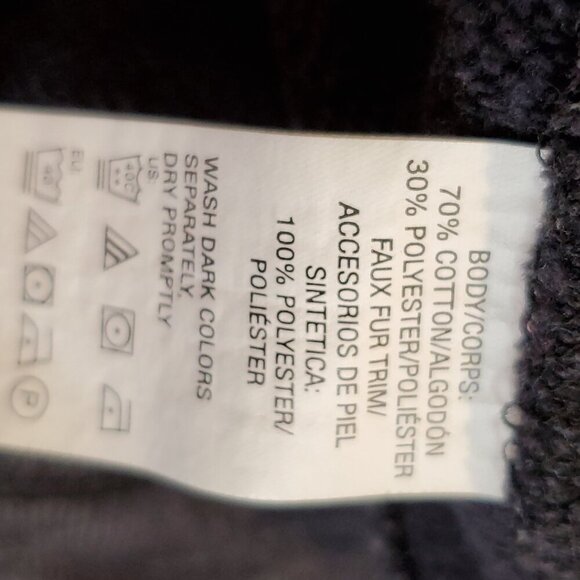 BODY/CORPS:
70% COTTON/ALGODÓN
30% POLYESTER/POLIÉSTER
FAUX FUR TRIM/
ACCESORIOS DE PIEL
SINTETICA:
100% POLYESTER/
POLIÉSTER
WASH DARK COLORS
SEPARATELY.
DRY PROMPTLY
US:
40C
EU:
40
P